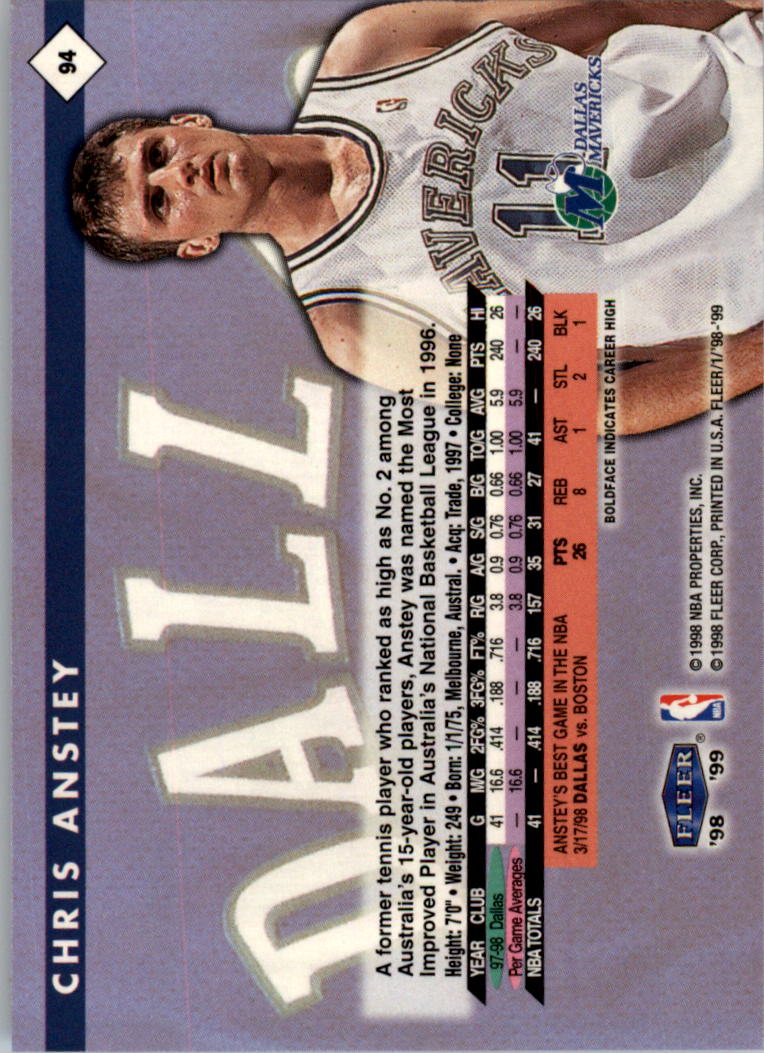 94
CHRIS ANSTEY
DALL
AVERICKS
11
M
DALLAS
MAVERICKS
A former tennis player who ranked as high as No. 2 among
Australia's 15-year-old players, Anstey was named the Most
Improved Player in Australia's National Basketball League in 1996.
Height: 7'0" • Weight: 249 • Born: 1/1/75, Melbourne, Austral. • Acq: Trade, 1997 • College: None
YEAR CLUB G M/G 2FG% 3FG% FT% R/G A/G S/G B/G TO/G AVG PTS HI
97-98 Dallas 41 16.6 .414 .188 .716 3.8 0.9 0.76 0.66 1.00 5.9 240 26
Per Game Averages — 16.6 — — — 3.8 0.9 0.76 0.66 1.00 5.9 — —
NBA TOTALS 41 — .414 .188 .716 157 35 31 27 41 — 240 26
ANSTEY'S BEST GAME IN THE NBA PTS REB AST STL BLK
3/17/98 DALLAS vs. BOSTON 26 8 1 2 1
BOLDFACE INDICATES CAREER HIGH
FLEER®
'98 '99
NBA
©1998 NBA PROPERTIES, INC.
©1998 FLEER CORP., PRINTED IN U.S.A. FLEER/1/'98-'99